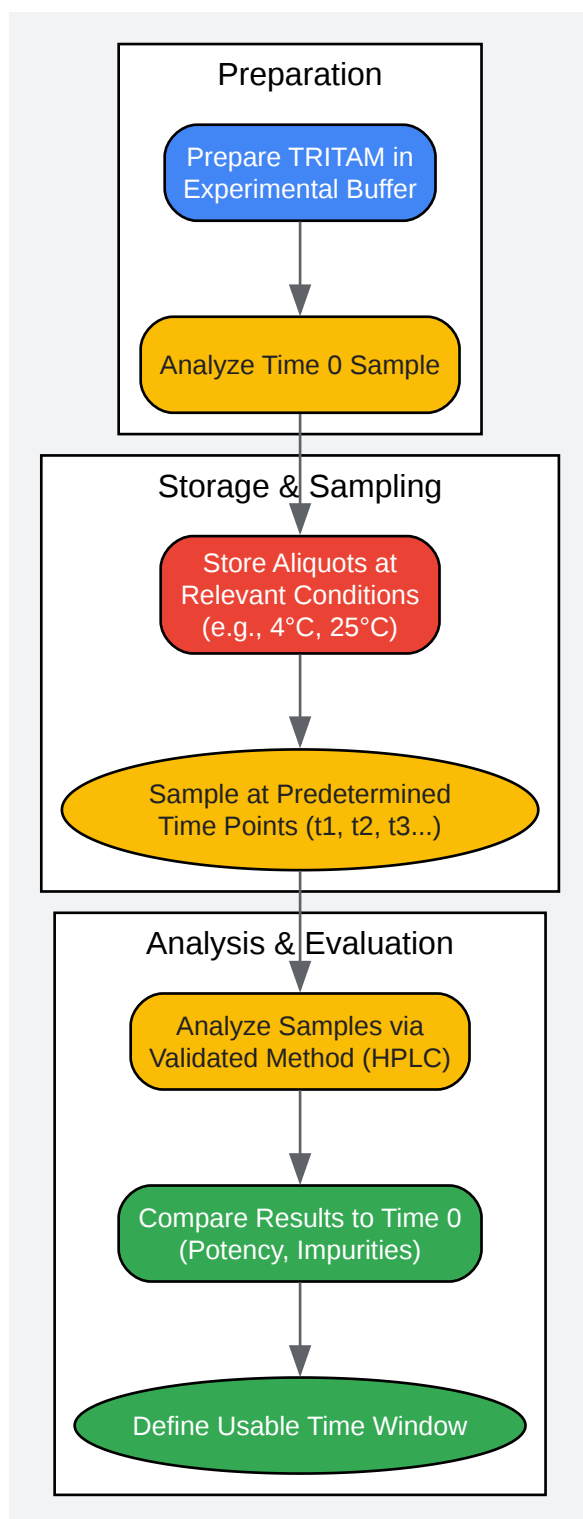 Preparation
Prepare TRITAM in
Experimental Buffer
Analyze Time 0 Sample
Storage & Sampling
Store Aliquots at
Relevant Conditions
(e.g., 4°C, 25°C)
Sample at Predetermined
Time Points (t1, t2, t3...)
Analysis & Evaluation
Analyze Samples via
Validated Method (HPLC)
Compare Results to Time 0
(Potency, Impurities)
Define Usable Time Window